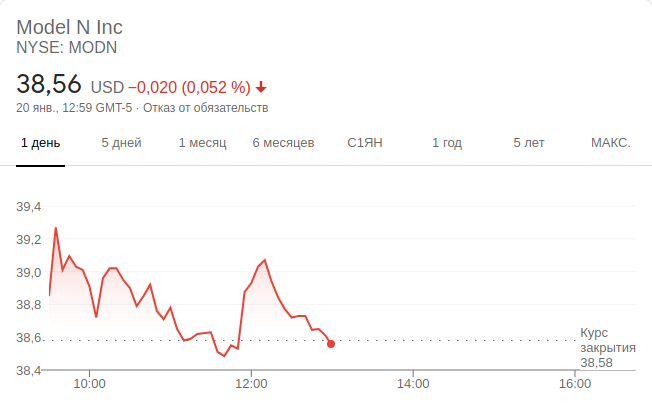 Model N Inc
NYSE: MODN
38,56 USD −0,020 (0,052 %)
20 янв., 12:59 GMT-5 · Отказ от обязательств
1 день 5 дней 1 месяц 6 месяцев С1ЯН 1 год 5 лет МАКС.
39,4
39,2
39,0
38,8
38,6
38,4
Курс
закрытия
38,58
10:00 12:00 14:00 16:00